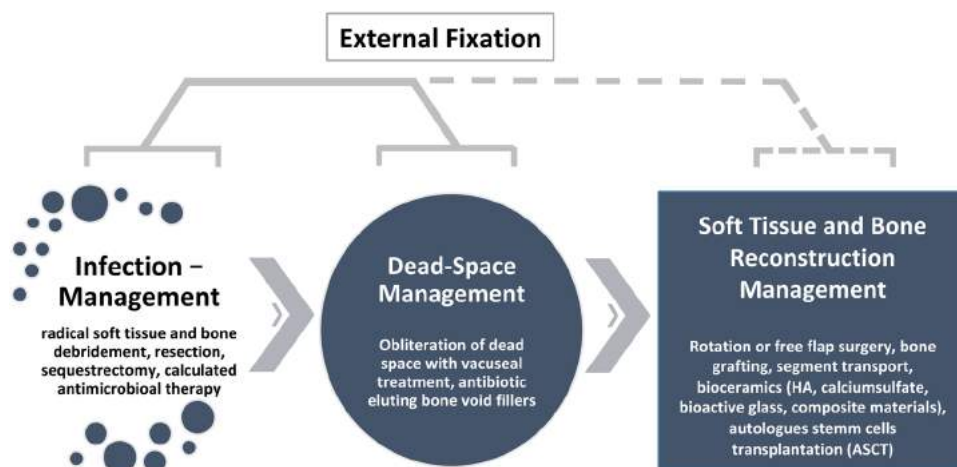 External Fixation
Infection –
Management
radical soft tissue and bone
debridement, resection,
sequestrectomy, calculated
antimicrobioal therapy
Dead-Space
Management
Obliteration of dead
space with vacuseal
treatment, antibiotic
eluting bone void fillers
Soft Tissue and Bone
Reconstruction
Management
Rotation or free flap surgery, bone
grafting, segment transport,
bioceramics (HA, calciumsulfate,
bioactive glass, composite materials),
autologues stemm cells
transplantation (ASCT)